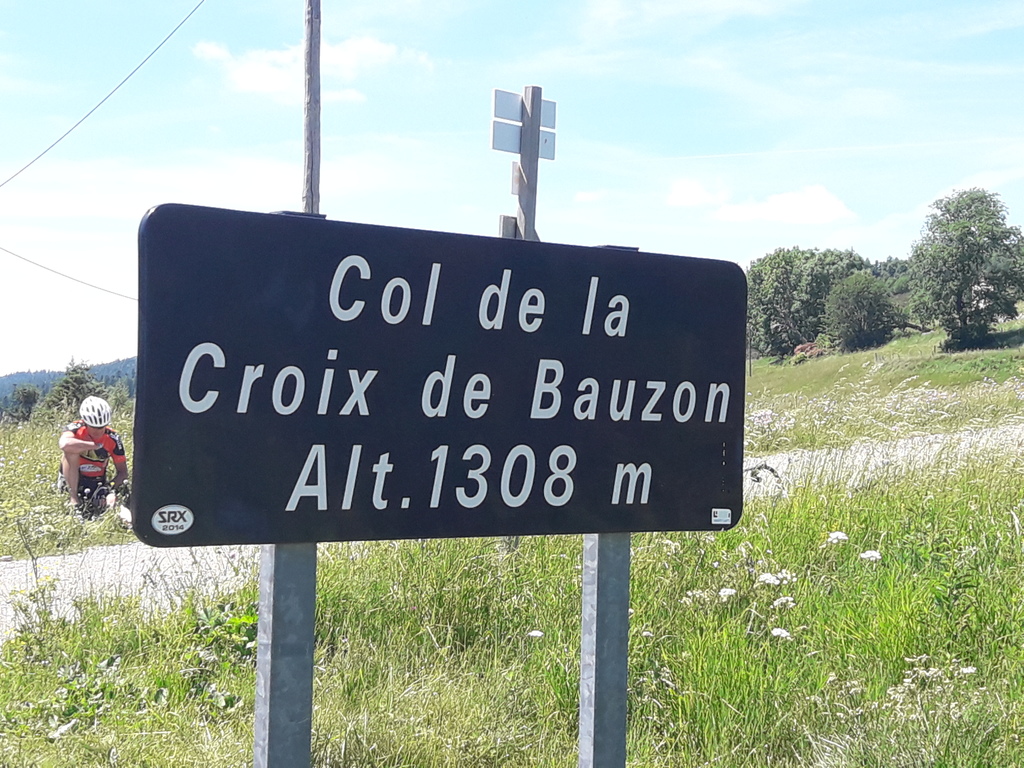 Col de la
Croix de Bauzon
Alt.1308 m
SRX
2014